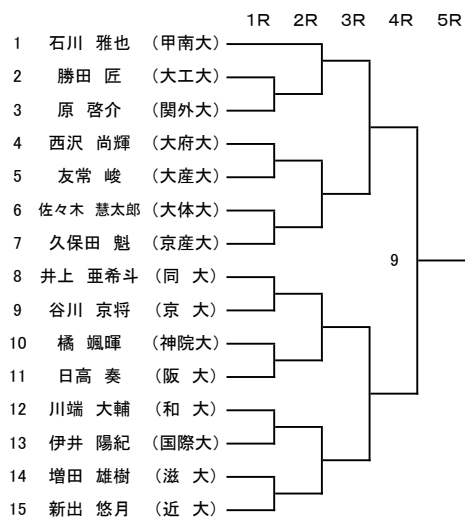 1R 2R 3R 4R 5R
1 石川 雅也 (甲南大)
2 勝田 匠 (大工大)
3 原 啓介 (関外大)
4 西沢 尚輝 (大府大)
5 友常 峻 (大産大)
6 佐々木 慧太郎 (大体大)
7 久保田 魁 (京産大)
8 井上 亜希斗 (同 大)
9
9 谷川 京将 (京 大)
10 橘 颯暉 (神院大)
11 日高 奏 (阪 大)
12 川端 大輔 (和 大)
13 伊井 陽紀 (国際大)
14 増田 雄樹 (滋 大)
15 新出 悠月 (近 大)